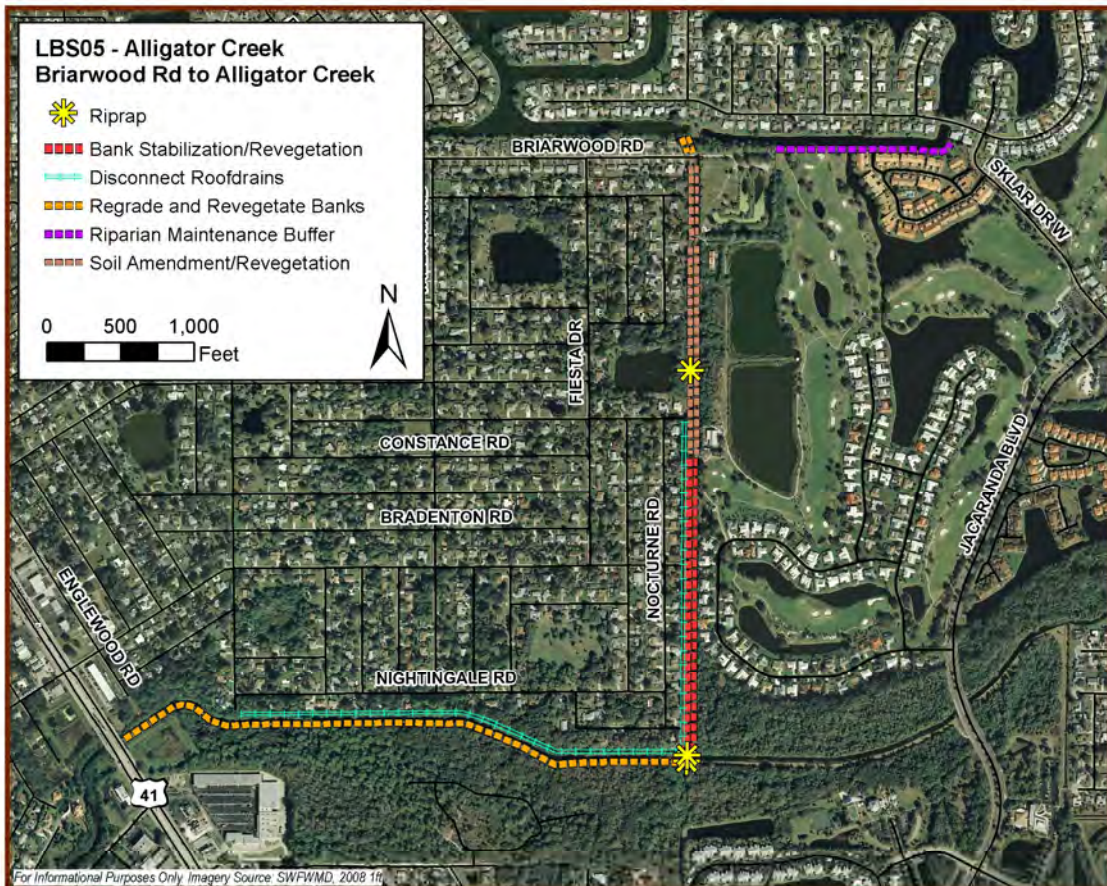 LBS05 - Alligator Creek
Briarwood Rd to Alligator Creek
Riprap
Bank Stabilization/Revegetation
Disconnect Roofdrains
Regrade and Revegetate Banks
Riparian Maintenance Buffer
Soil Amendment/Revegetation
N
0 500 1,000
Feet
BRIARWOOD RD
SKLAR DR W
FIESTA DR
CONSTANCE RD
JACARANDA BLVD
BRADENTON RD
NOCTURNE RD
ENGLEWOOD RD
NIGHTINGALE RD
41
For Informational Purposes Only. Imagery Source: SWFWMD, 2008 1ft